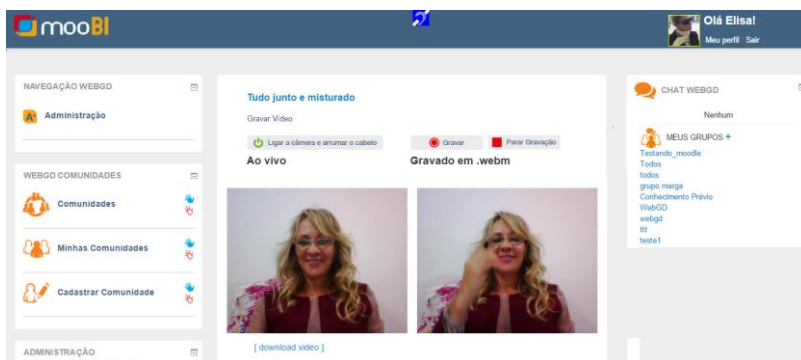 mooBI
Olá Elisa!
Meu perfil Sair
NAVEGAÇÃO WEBGD
Administração
WEBGD COMUNIDADES
Comunidades
Minhas Comunidades
Cadastrar Comunidade
ADMINISTRAÇÃO
Tudo junto e misturado
Gravar Vídeo
Ligar a câmera e arrumar o cabelo
Gravar
Parar Gravação
Ao vivo
Gravado em .webm
[ download video ]
CHAT WEBGD
Nenhum
MEUS GRUPOS +
Testando_moodle
Todos
todos
grupo marga
Conhecimento Prévio
WebGD
webgd
ttt
teste1